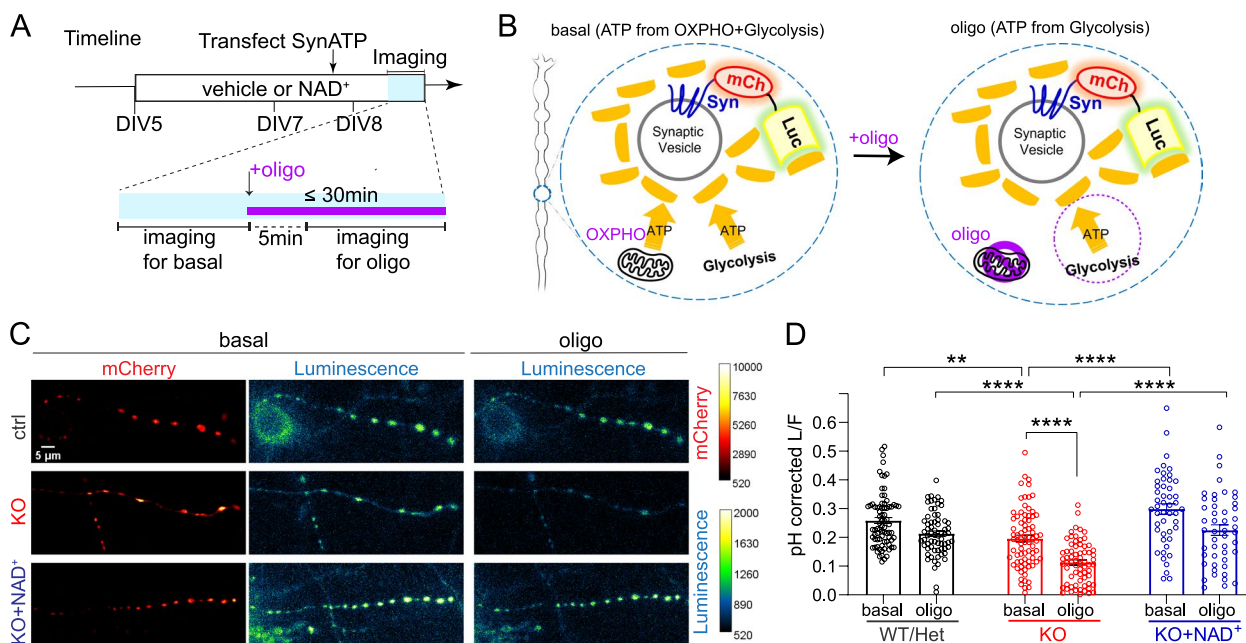 A
Timeline
Transfect SynATP
Imaging
vehicle or NAD⁺
DIV5
DIV7
DIV8
+oligo
≤ 30min
imaging
for basal
5min
imaging
for oligo
B
basal (ATP from OXPHO+Glycolysis)
mCh
Syn
Luc
Synaptic
Vesicle
OXPHO
ATP
ATP
Glycolysis
+oligo
oligo (ATP from Glycolysis)
mCh
Syn
Luc
Synaptic
Vesicle
oligo
ATP
Glycolysis
C
basal
oligo
mCherry
Luminescence
Luminescence
ctrl
5 μm
KO
KO+NAD⁺
10000
7630
5260
2890
520
mCherry
2000
1630
1260
890
520
Luminescence
D
**
****
****
****
****
pH corrected L/F
0.6
0.5
0.4
0.3
0.2
0.1
0.0
basal
oligo
basal
oligo
basal
oligo
WT/Het
KO
KO+NAD⁺